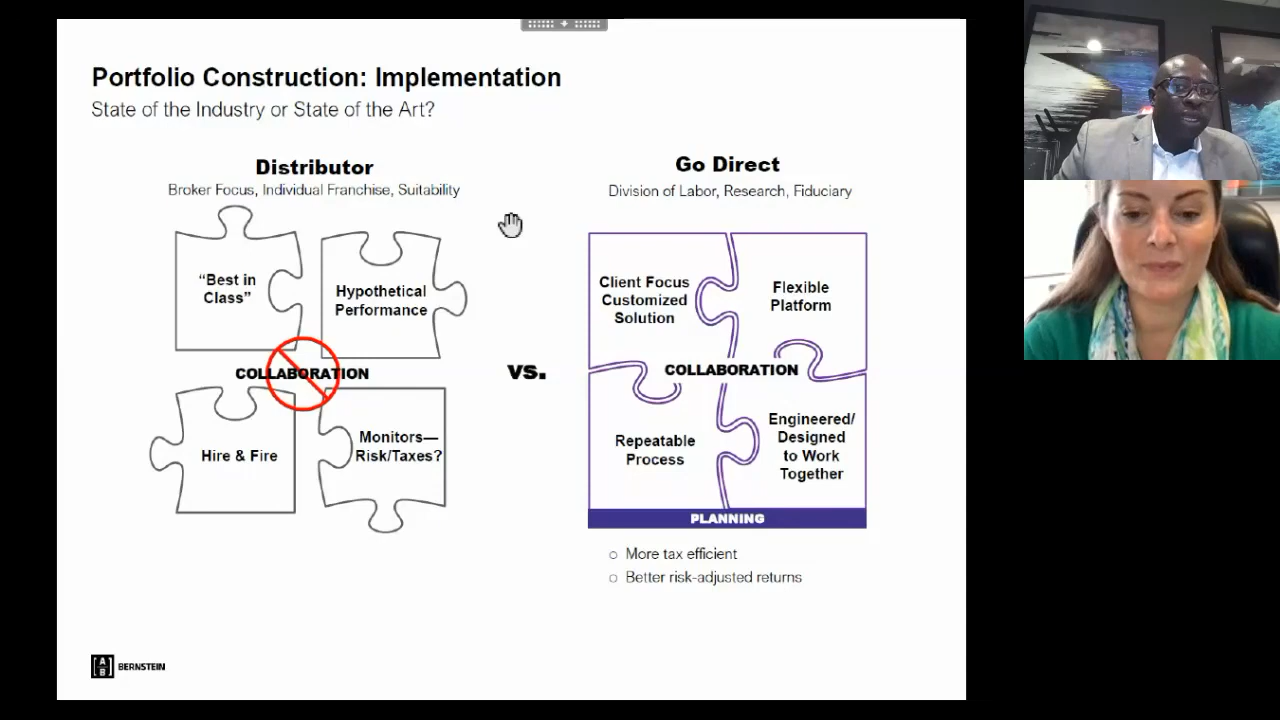 Portfolio Construction: Implementation
State of the Industry or State of the Art?
Distributor
Broker Focus, Individual Franchise, Suitability
“Best in
Class”
Hypothetical
Performance
COLLABORATION
Hire & Fire
Monitors—
Risk/Taxes?
vs.
Go Direct
Division of Labor, Research, Fiduciary
Client Focus
Customized
Solution
Flexible
Platform
COLLABORATION
Repeatable
Process
Engineered/
Designed
to Work
Together
PLANNING
○ More tax efficient
○ Better risk-adjusted returns
[AB] BERNSTEIN